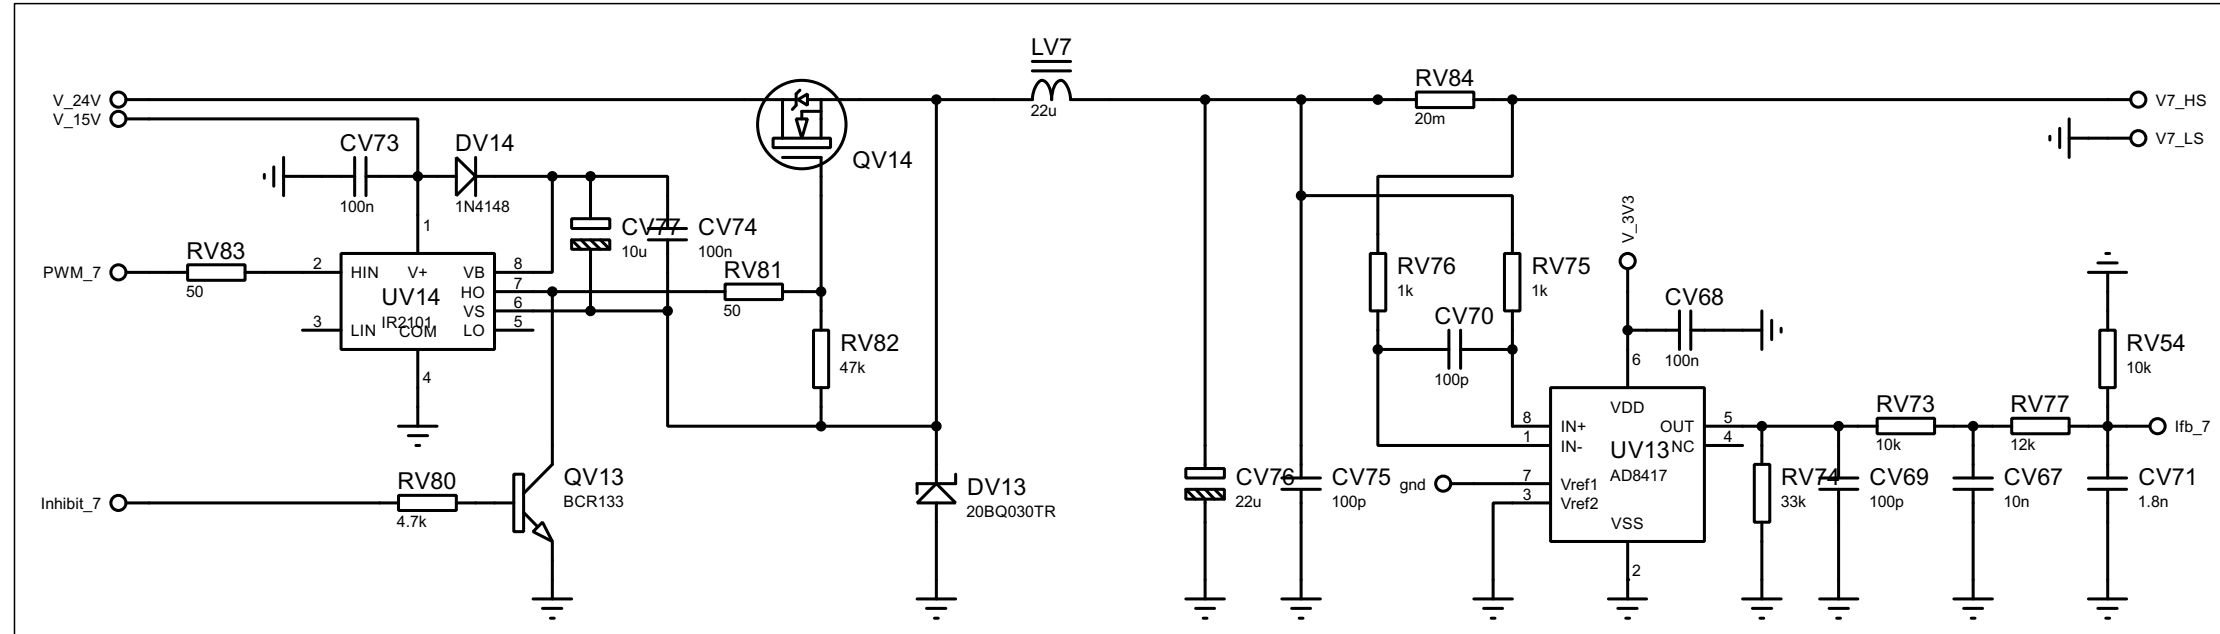 LV7
22u
RV84
20m
V_24V
V_15V
V7_HS
V7_LS
CV73
100n
DV14
1N4148
QV14
1
CV77
10u
CV74
100n
V_3V3
PWM_7
RV83
50
2
HIN
V+
VB
8
HO
7
VS
6
LO
5
3
LIN
UV14
IR2101
COM
4
RV81
50
RV82
47k
RV76
1k
RV75
1k
CV70
100p
CV68
100n
6
RV54
10k
VDD
8
IN+
1
IN-
7
Vref1
3
Vref2
UV13
AD8417
OUT
5
NC
4
VSS
2
gnd
RV73
10k
RV77
12k
Ifb_7
Inhibit_7
RV80
4.7k
QV13
BCR133
DV13
20BQ030TR
CV76
22u
CV75
100p
RV74
33k
CV69
100p
CV67
10n
CV71
1.8n